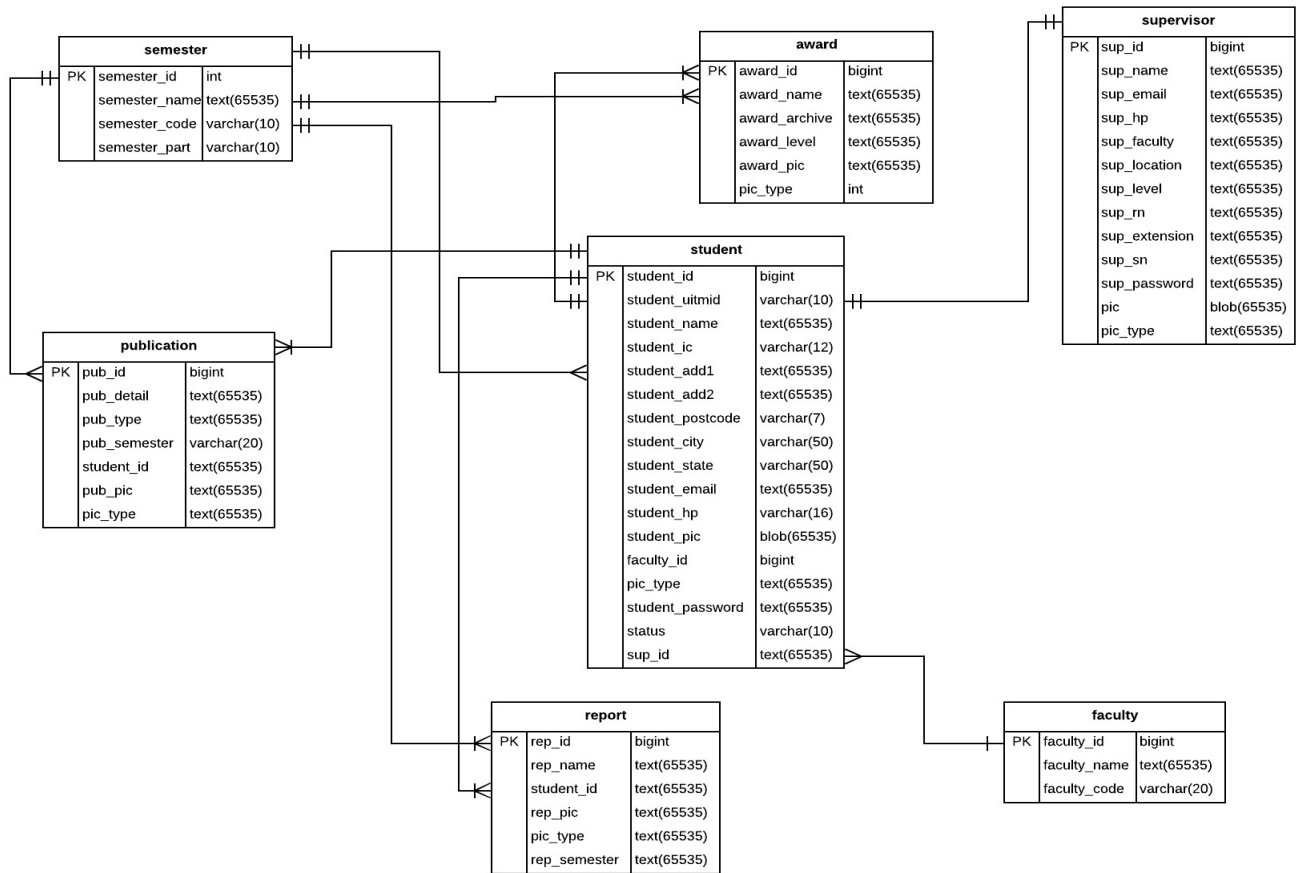 semester
PK semester_id int
semester_name text(65535)
semester_code varchar(10)
semester_part varchar(10)
award
PK award_id bigint
award_name text(65535)
award_archive text(65535)
award_level text(65535)
award_pic text(65535)
pic_type int
supervisor
PK sup_id bigint
sup_name text(65535)
sup_email text(65535)
sup_hp text(65535)
sup_faculty text(65535)
sup_location text(65535)
sup_level text(65535)
sup_rn text(65535)
sup_extension text(65535)
sup_sn text(65535)
sup_password text(65535)
pic blob(65535)
pic_type text(65535)
student
PK student_id bigint
student_uitmid varchar(10)
student_name text(65535)
student_ic varchar(12)
student_add1 text(65535)
student_add2 text(65535)
student_postcode varchar(7)
student_city varchar(50)
student_state varchar(50)
student_email text(65535)
student_hp varchar(16)
student_pic blob(65535)
faculty_id bigint
pic_type text(65535)
student_password text(65535)
status varchar(10)
sup_id text(65535)
publication
PK pub_id bigint
pub_detail text(65535)
pub_type text(65535)
pub_semester varchar(20)
student_id text(65535)
pub_pic text(65535)
pic_type text(65535)
report
PK rep_id bigint
rep_name text(65535)
student_id text(65535)
rep_pic text(65535)
pic_type text(65535)
rep_semester text(65535)
faculty
PK faculty_id bigint
faculty_name text(65535)
faculty_code varchar(20)